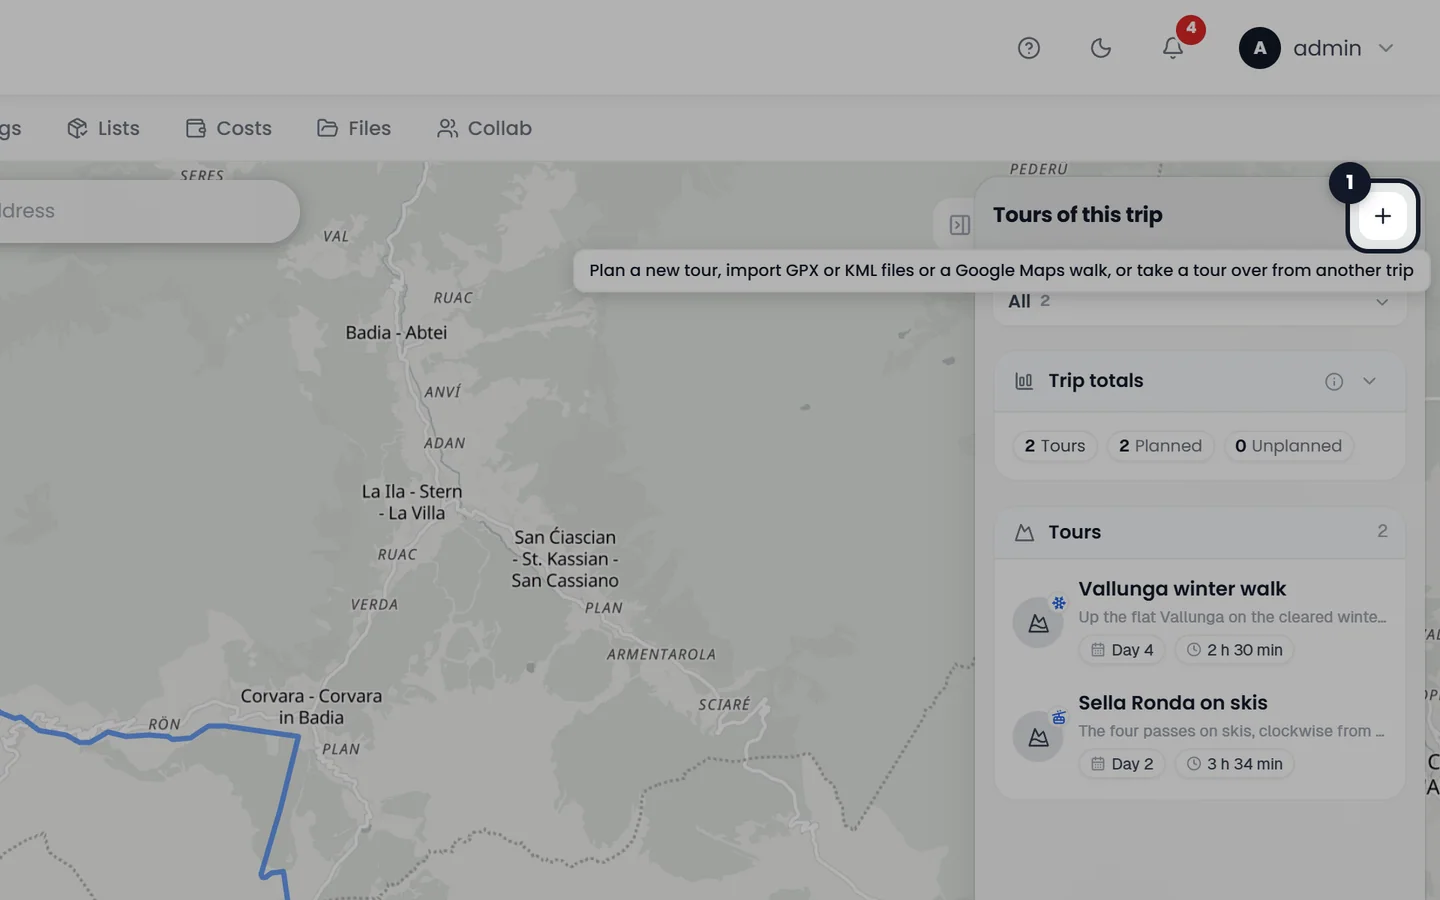 4
A admin
gs Lists Costs Files Collab
SERES
PEDERÜ
1
dress
Tours of this trip
+
VAL
Plan a new tour, import GPX or KML files or a Google Maps walk, or take a tour over from another trip
RUAC
All 2
Badia - Abtei
Trip totals
ANVÍ
ADAN
2 Tours 2 Planned 0 Unplanned
La Ila - Stern
- La Villa
San Ćiascian
- St. Kassian -
San Cassiano
Tours 2
RUAC
VERDA
PLAN
Vallunga winter walk
Up the flat Vallunga on the cleared winte...
Day 4 2 h 30 min
ARMENTAROLA
Corvara - Corvara
in Badia
SCIARÉ
RÖN
PLAN
Sella Ronda on skis
The four passes on skis, clockwise from ...
Day 2 3 h 34 min